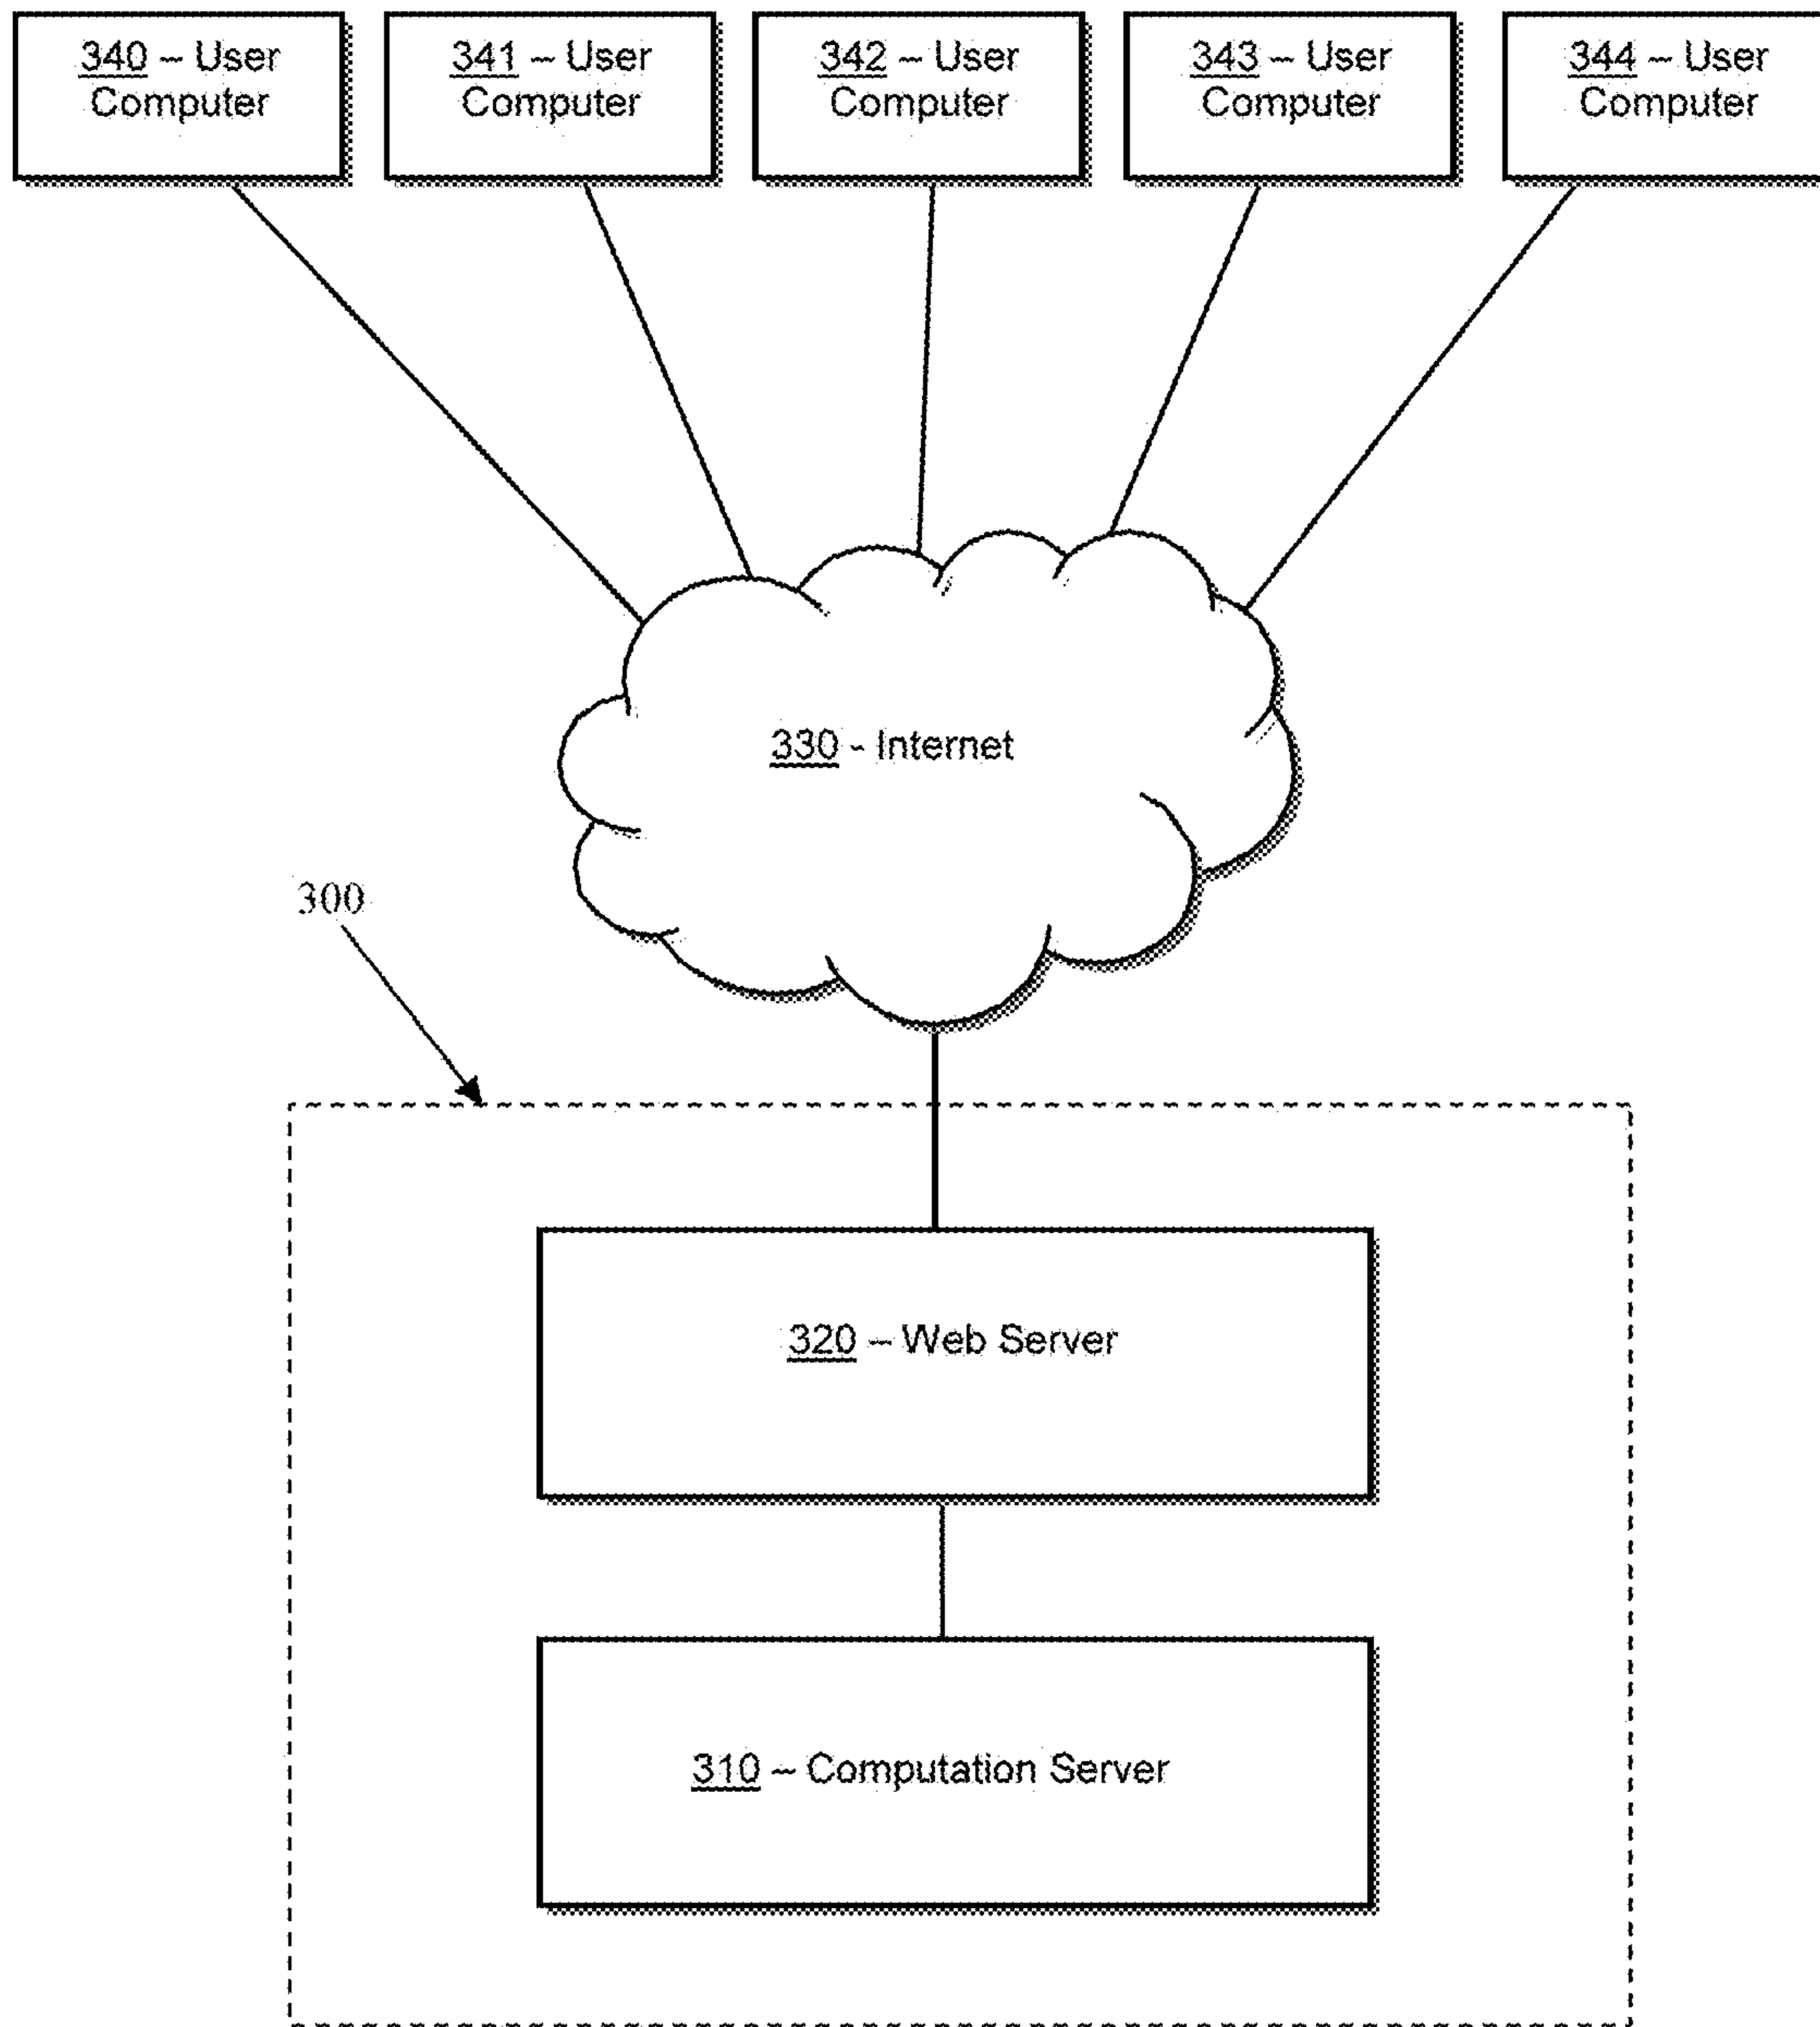 340 – User
Computer
341 – User
Computer
342 – User
Computer
343 – User
Computer
344 – User
Computer
330 - Internet
300
320 – Web Server
310 – Computation Server